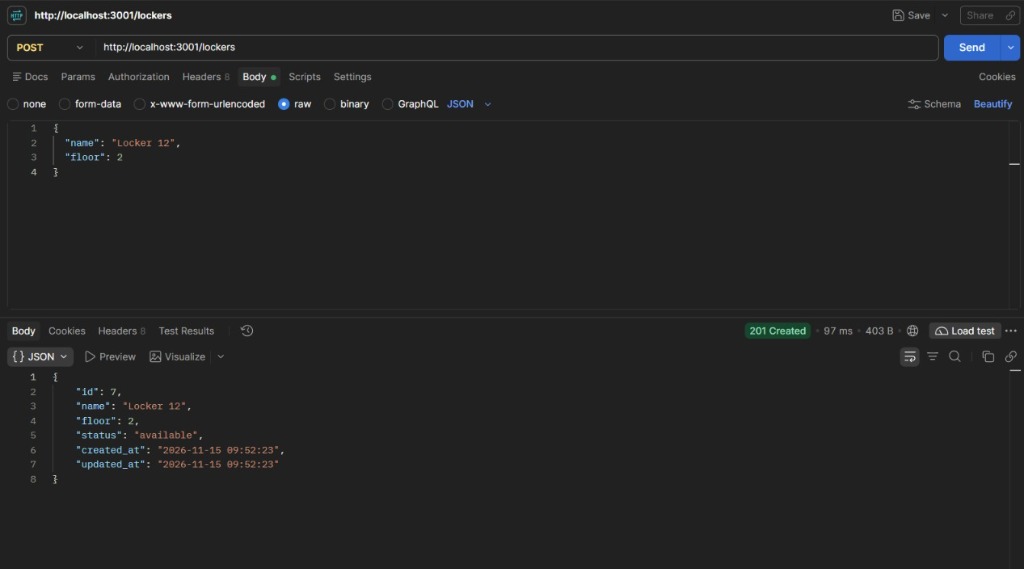 HTTP http://localhost:3001/lockers Save Share
POST http://localhost:3001/lockers Send
Docs Params Authorization Headers 8 Body Scripts Settings Cookies
none form-data x-www-form-urlencoded raw binary GraphQL JSON Schema Beautify
1 {
2 "name": "Locker 12",
3 "floor": 2
4 }
Body Cookies Headers 8 Test Results 201 Created • 97 ms • 403 B • Load test •••
{} JSON Preview Visualize
1 {
2 "id": 7,
3 "name": "Locker 12",
4 "floor": 2,
5 "status": "available",
6 "created_at": "2026-11-15 09:52:23",
7 "updated_at": "2026-11-15 09:52:23"
8 }